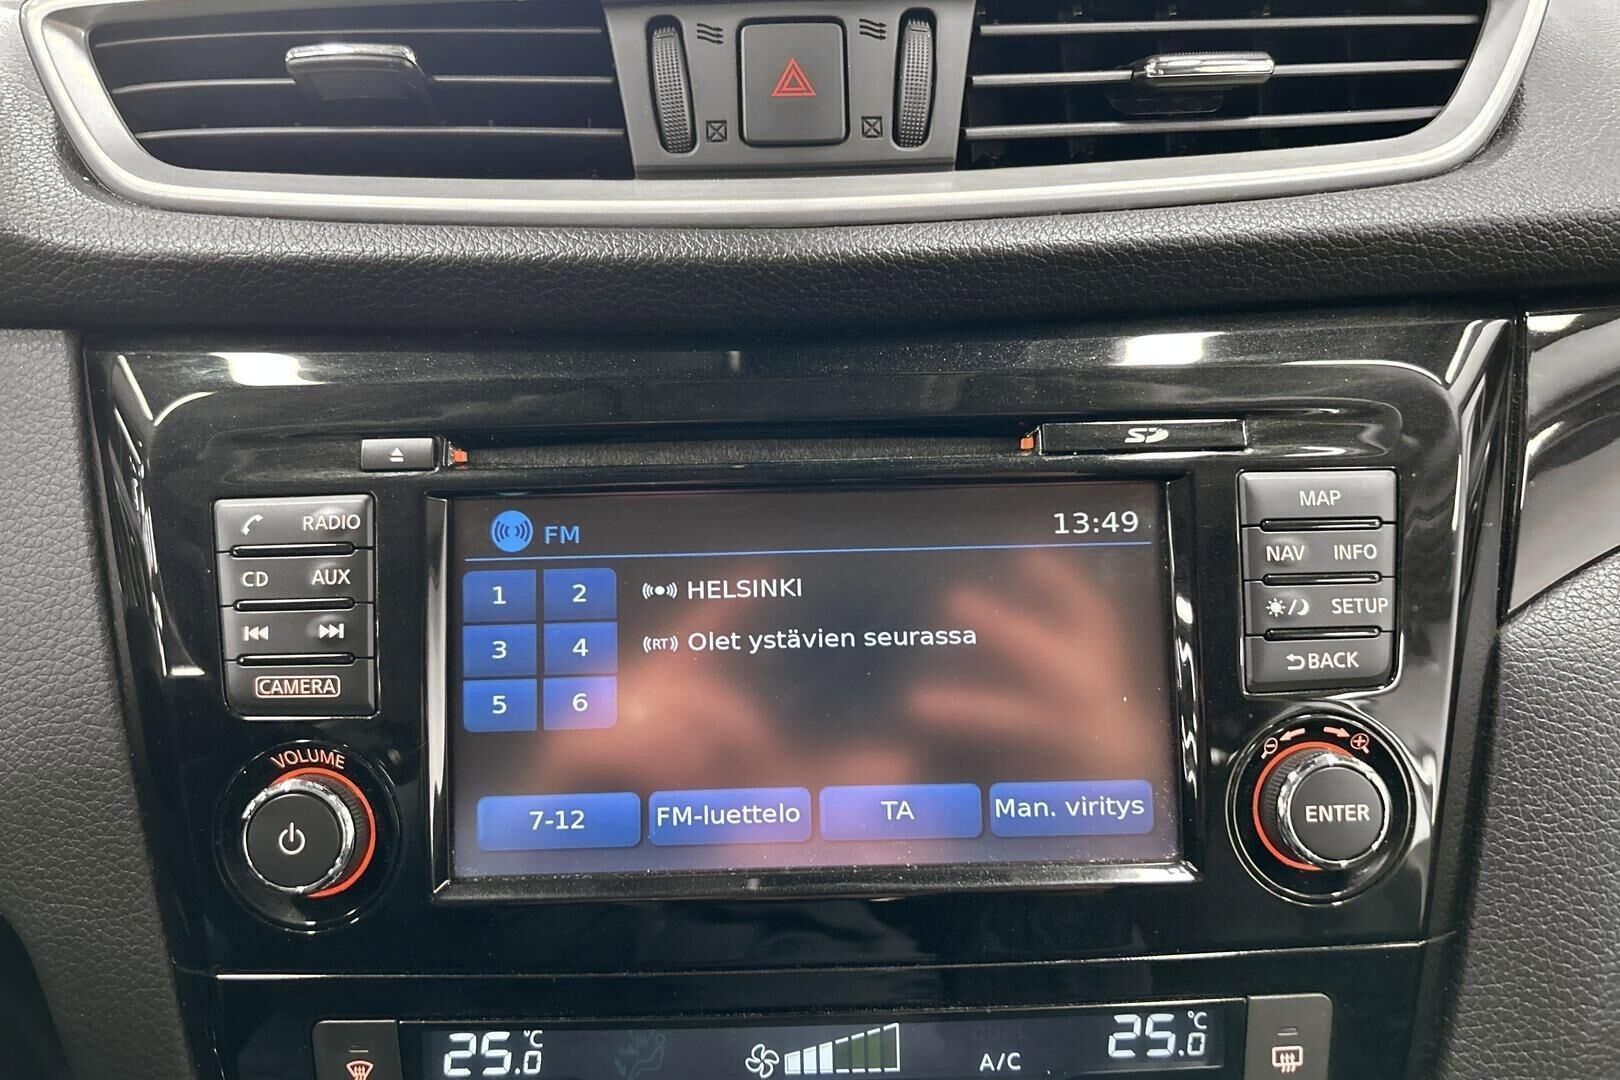 SD
RADIO
CD AUX
CAMERA
VOLUME
FM
13:49
1 2
3 4
5 6
HELSINKI
((RT)) Olet ystävien seurassa
7-12 FM-luettelo TA Man. viritys
MAP
NAV INFO
SETUP
BACK
ENTER
25.0 °C
A/C
25.0 °C